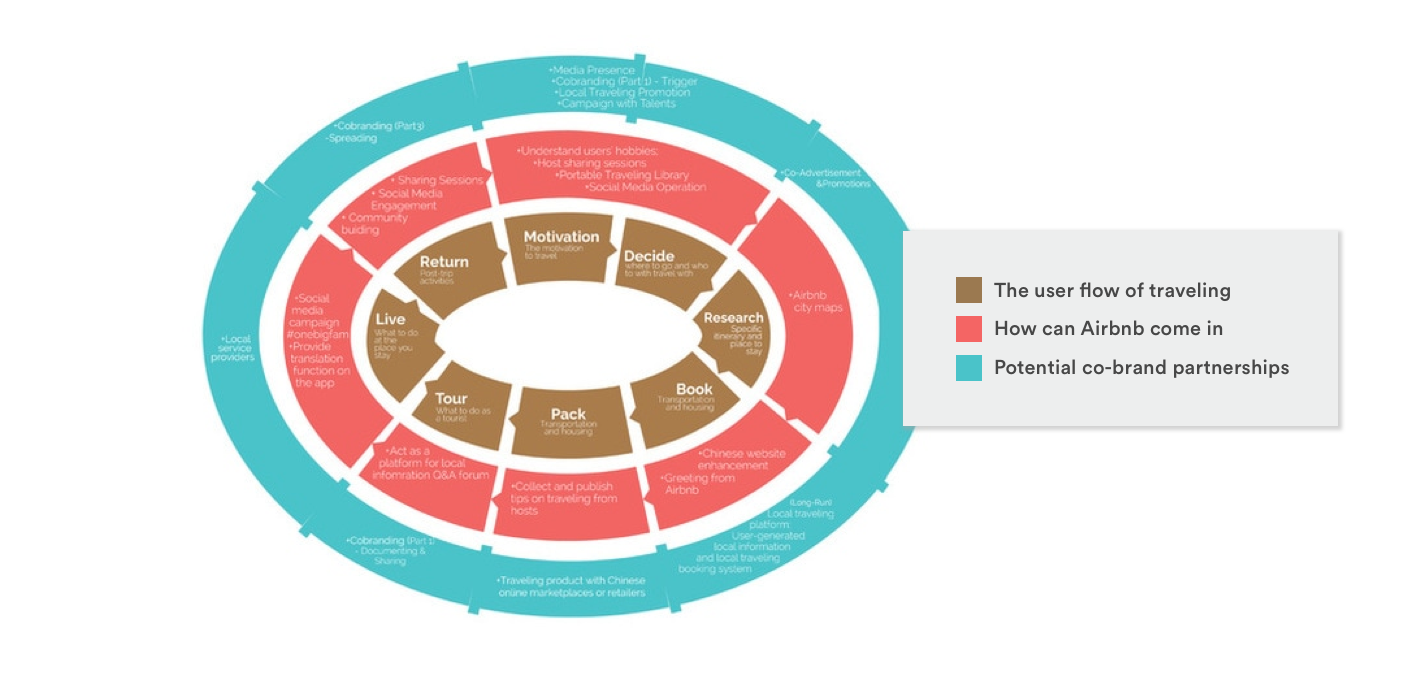 •Media Presence
•Cobranding (Part 1) - Trigger
•Local Traveling Promotion
•Campaign with Talents
•Cobranding (Part3)
-Spreading
•Co-Advertisement
&Promotions
•Understand users' hobbies;
•Host sharing sessions
•Portable Traveling Library
•Social Media Operation
• Sharing Sessions
• Social Media
Engagement
• Community
buiding
Motivation
The motivation
to travel
Decide
where to go and who
to with travel with
Return
Post-trip
activities
Research
Specific
itinerary and
place to
stay
Live
What to do
at the
place you
stay
•Airbnb
city maps
•Social
media
campaign
#onebigfam
•Provide
translation
function on
the app
•Local
service
providers
Tour
What to do as
a tourist
Pack
Transportation
and housing
Book
Transportation
and housing
•Act as a
platform for local
infomration Q&A forum
•Collect and publish
tips on traveling from
hosts
•Chinese website
enhancement
•Greeting from
Airbnb
•Cobranding (Part 1)
- Documenting &
Sharing
•Traveling product with Chinese
online marketplaces or retailers
(Long-Run)
Local traveling
platform
User-generated
local information
and local traveling
booking system
The user flow of traveling
How can Airbnb come in
Potential co-brand partnerships